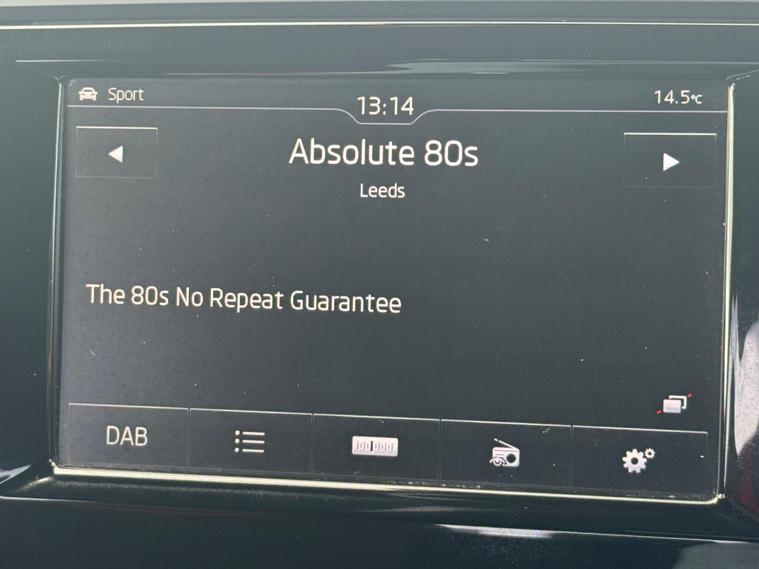 Sport
13:14
14.5°C
Absolute 80s
Leeds
The 80s No Repeat Guarantee
DAB